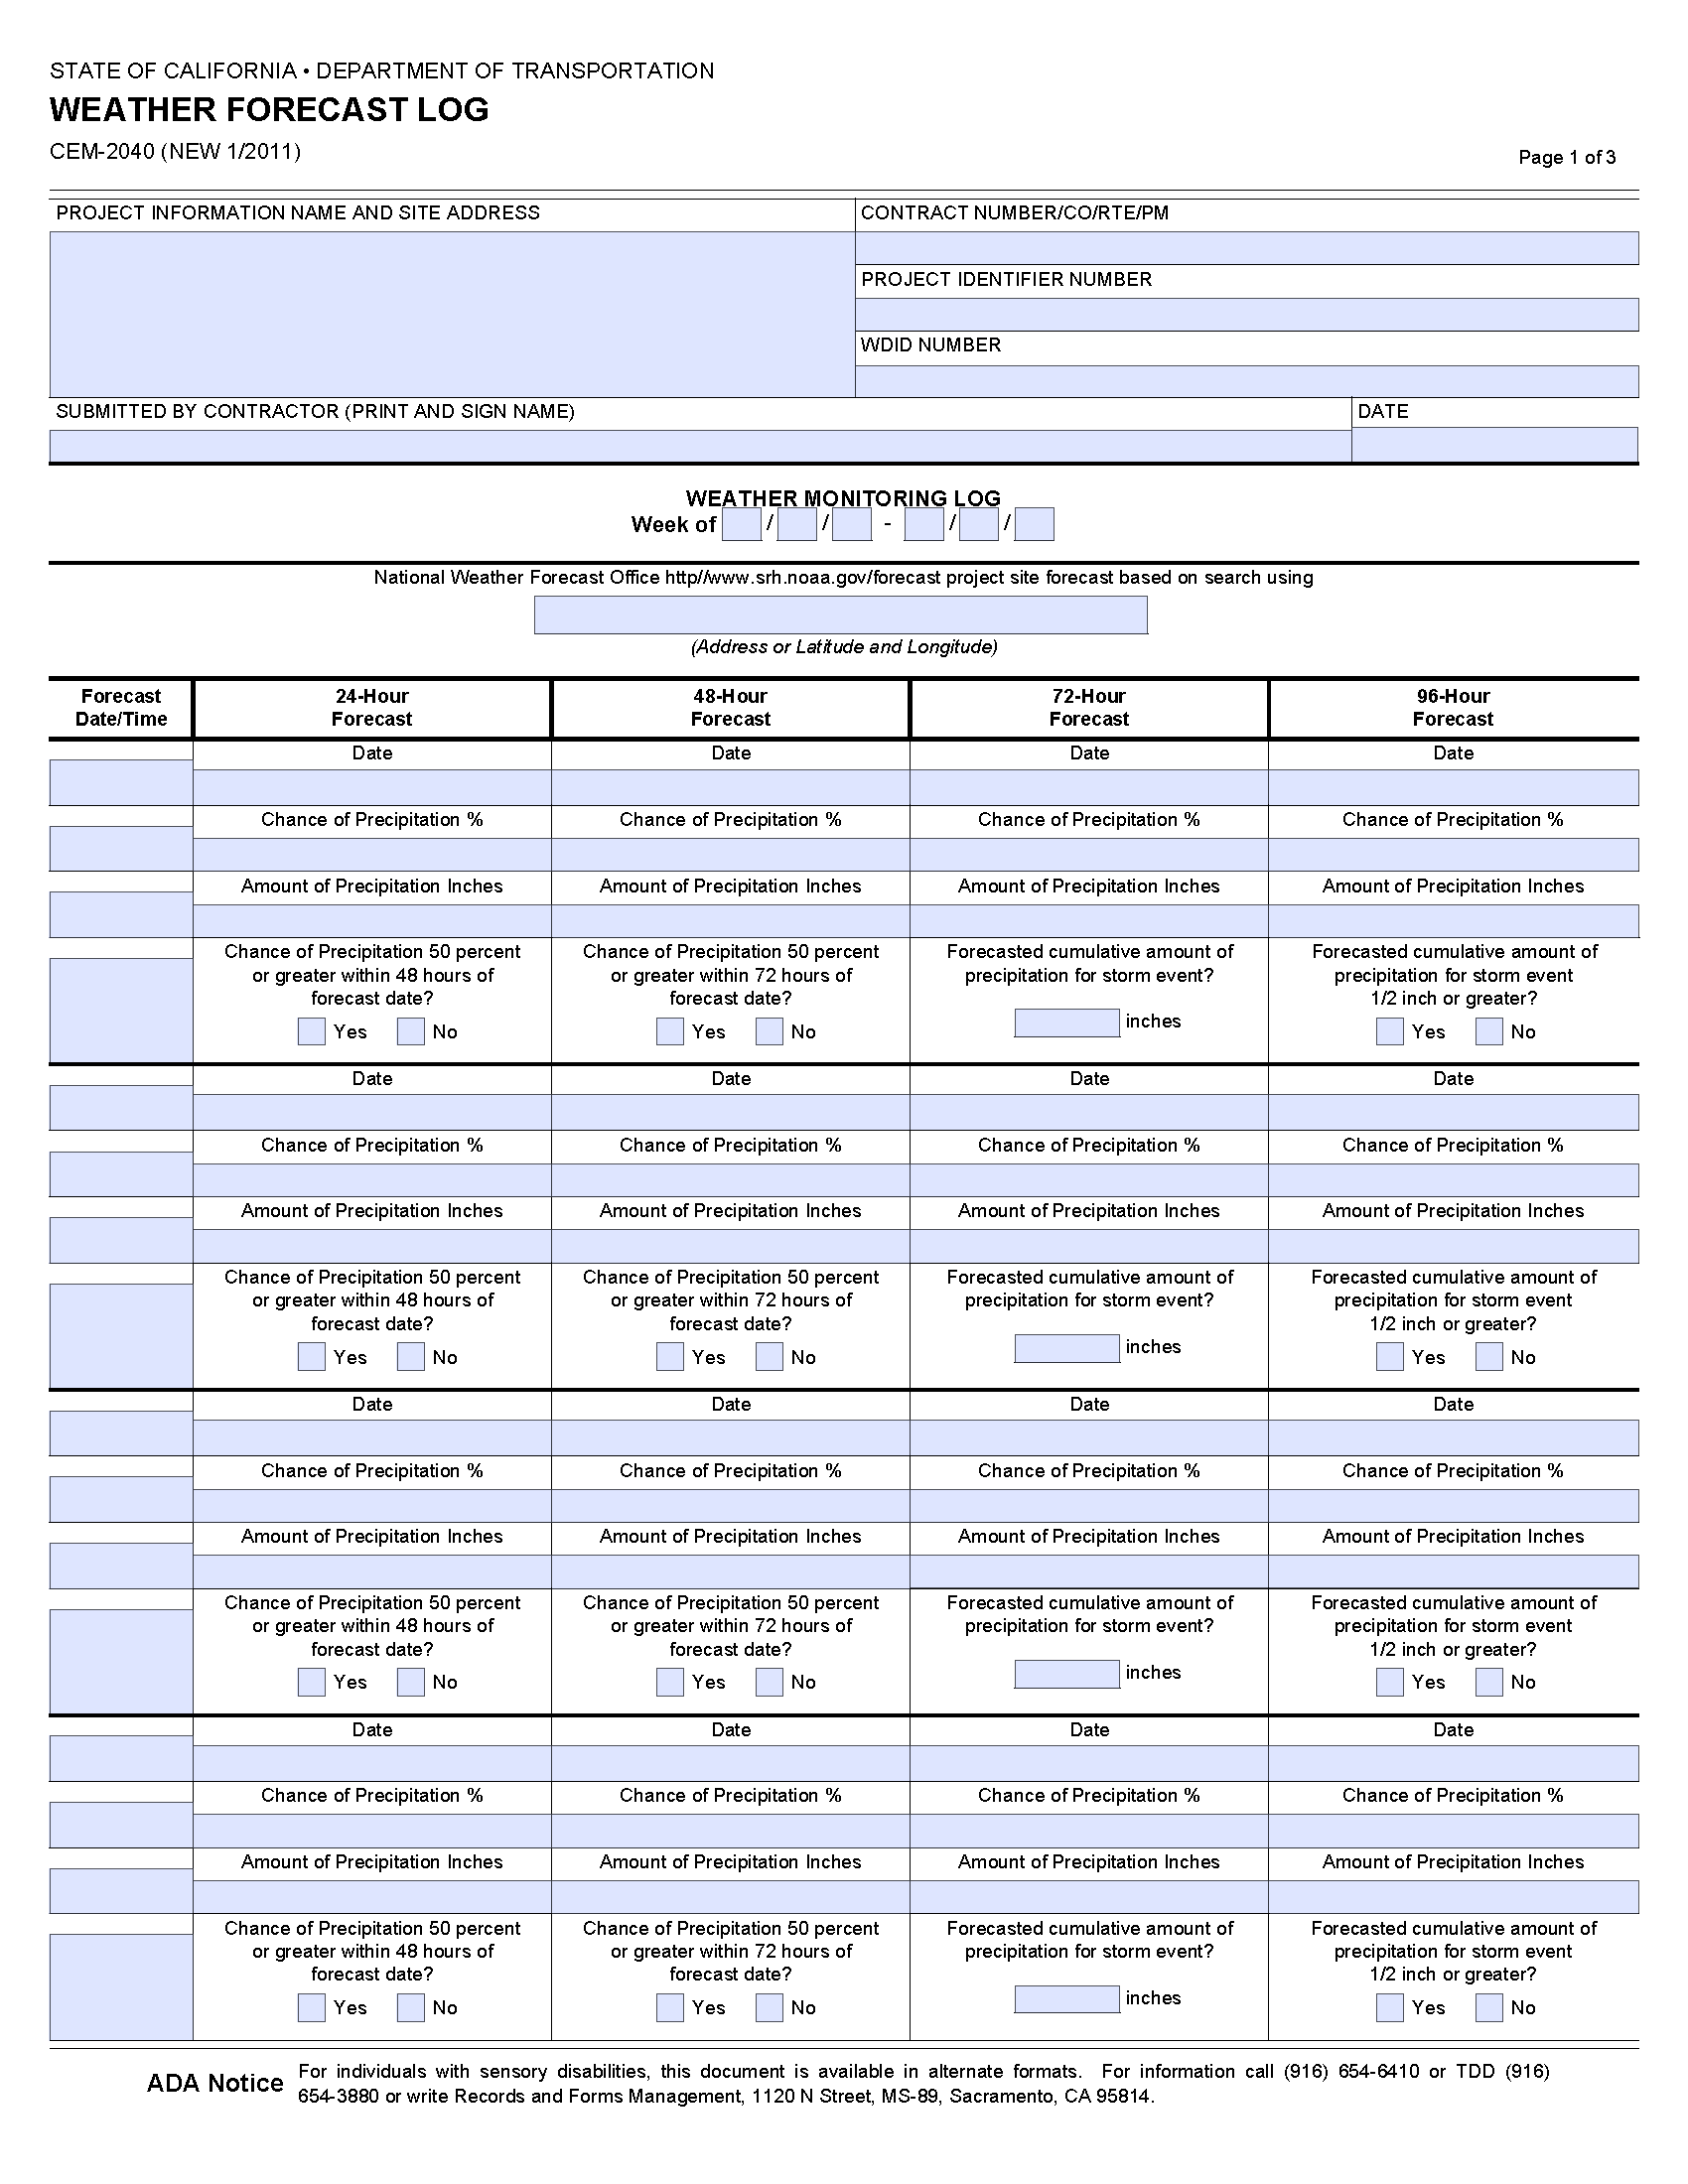 STATE OF CALIFORNIA • DEPARTMENT OF TRANSPORTATION
WEATHER FORECAST LOG
CEM-2040 (NEW 1/2011)
Page 1 of 3
PROJECT INFORMATION NAME AND SITE ADDRESS
CONTRACT NUMBER/CO/RTE/PM
PROJECT IDENTIFIER NUMBER
WDID NUMBER
SUBMITTED BY CONTRACTOR (PRINT AND SIGN NAME)
DATE
WEATHER MONITORING LOG
Week of / / - / /
National Weather Forecast Office http//www.srh.noaa.gov/forecast project site forecast based on search using
(Address or Latitude and Longitude)
Forecast 24-Hour 48-Hour 72-Hour 96-Hour
Date/Time Forecast Forecast Forecast Forecast
Date Date Date Date
Chance of Precipitation % Chance of Precipitation % Chance of Precipitation % Chance of Precipitation %
Amount of Precipitation Inches Amount of Precipitation Inches Amount of Precipitation Inches Amount of Precipitation Inches
Chance of Precipitation 50 percent Chance of Precipitation 50 percent Forecasted cumulative amount of Forecasted cumulative amount of
or greater within 48 hours of or greater within 72 hours of precipitation for storm event? precipitation for storm event
forecast date? forecast date? 1/2 inch or greater?
Yes No Yes No inches Yes No
Date Date Date Date
Chance of Precipitation % Chance of Precipitation % Chance of Precipitation % Chance of Precipitation %
Amount of Precipitation Inches Amount of Precipitation Inches Amount of Precipitation Inches Amount of Precipitation Inches
Chance of Precipitation 50 percent Chance of Precipitation 50 percent Forecasted cumulative amount of Forecasted cumulative amount of
or greater within 48 hours of or greater within 72 hours of precipitation for storm event? precipitation for storm event
forecast date? forecast date? 1/2 inch or greater?
Yes No Yes No inches Yes No
Date Date Date Date
Chance of Precipitation % Chance of Precipitation % Chance of Precipitation % Chance of Precipitation %
Amount of Precipitation Inches Amount of Precipitation Inches Amount of Precipitation Inches Amount of Precipitation Inches
Chance of Precipitation 50 percent Chance of Precipitation 50 percent Forecasted cumulative amount of Forecasted cumulative amount of
or greater within 48 hours of or greater within 72 hours of precipitation for storm event? precipitation for storm event
forecast date? forecast date? 1/2 inch or greater?
Yes No Yes No inches Yes No
Date Date Date Date
Chance of Precipitation % Chance of Precipitation % Chance of Precipitation % Chance of Precipitation %
Amount of Precipitation Inches Amount of Precipitation Inches Amount of Precipitation Inches Amount of Precipitation Inches
Chance of Precipitation 50 percent Chance of Precipitation 50 percent Forecasted cumulative amount of Forecasted cumulative amount of
or greater within 48 hours of or greater within 72 hours of precipitation for storm event? precipitation for storm event
forecast date? forecast date? 1/2 inch or greater?
Yes No Yes No inches Yes No
ADA Notice For individuals with sensory disabilities, this document is available in alternate formats. For information call (916) 654-6410 or TDD (916)
654-3880 or write Records and Forms Management, 1120 N Street, MS-89, Sacramento, CA 95814.